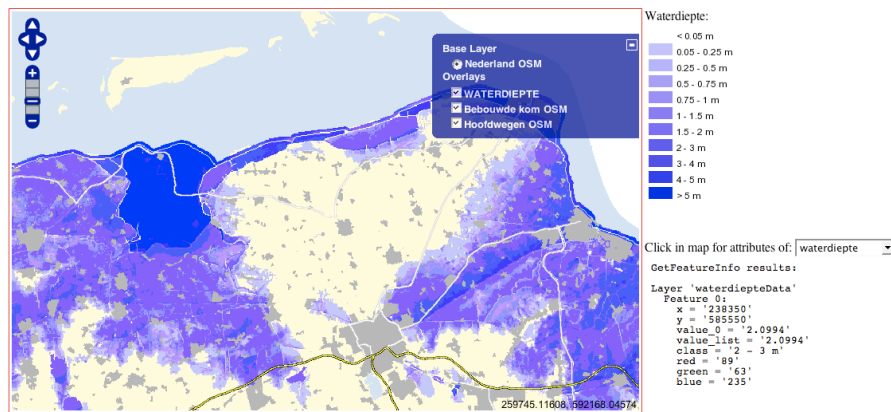 Base Layer
Nederland OSM
Overlays
WATERDIEPTE
Bebouwde kom OSM
Hoofdwegen OSM
259745.11608, 592168.04574
Waterdiepte:
< 0.05 m
0.05 - 0.25 m
0.25 - 0.5 m
0.5 - 0.75 m
0.75 - 1 m
1 - 1.5 m
1.5 - 2 m
2 - 3 m
3 - 4 m
4 - 5 m
> 5 m
Click in map for attributes of: waterdiepte
GetFeatureInfo results:
Layer 'waterdiepteData'
Feature 0:
x = '238350'
y = '585550'
value_0 = '2.0994'
value_list = '2.0994'
class = '2 - 3 m'
red = '89'
green = '63'
blue = '235'